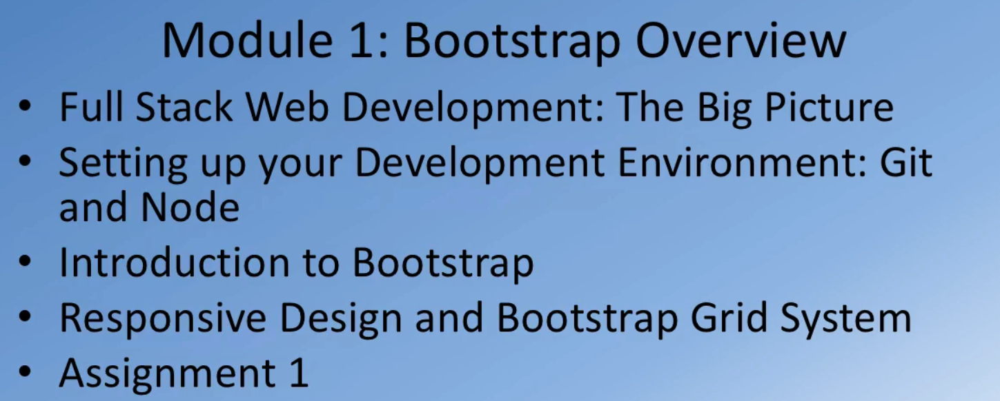 Module 1: Bootstrap Overview
• Full Stack Web Development: The Big Picture
• Setting up your Development Environment: Git
and Node
• Introduction to Bootstrap
• Responsive Design and Bootstrap Grid System
• Assignment 1